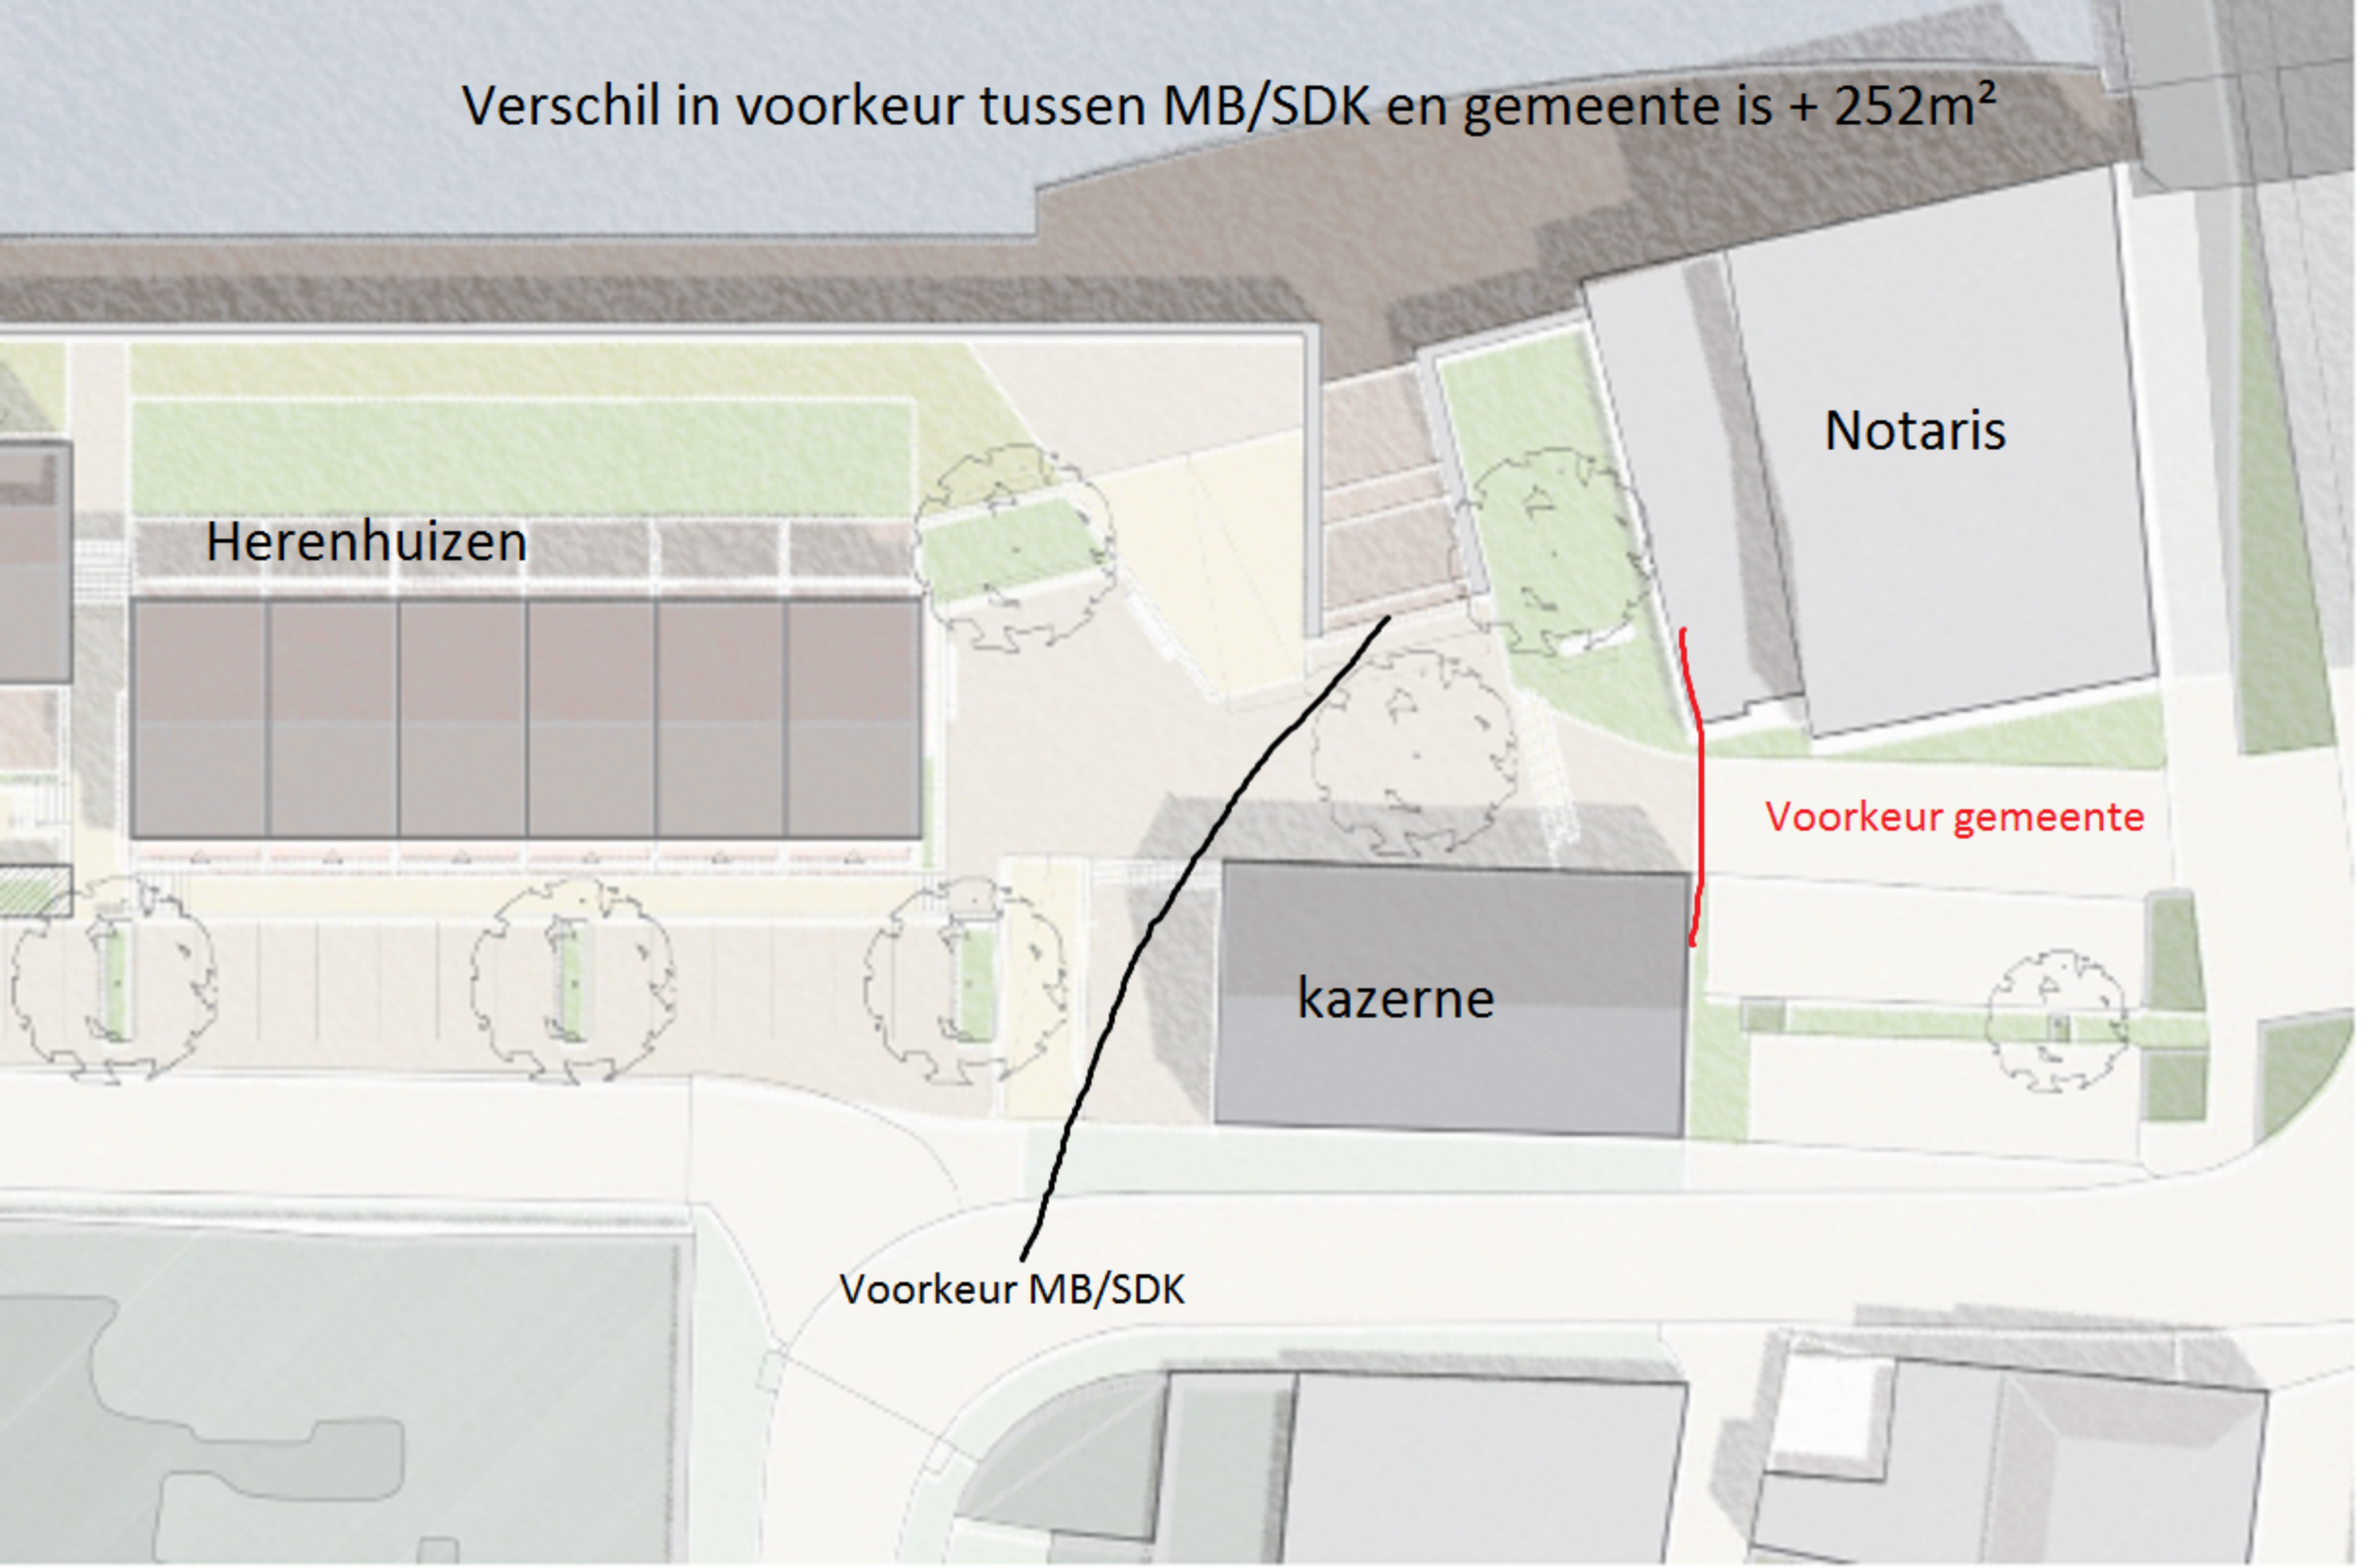 Verschil in voorkeur tussen MB/SDK en gemeente is + 252m²
Notaris
Herenhuizen
Voorkeur gemeente
kazerne
Voorkeur MB/SDK